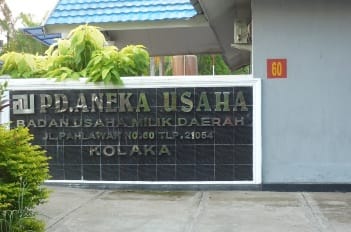 PD.ANEKA USAHA
BADAN USAHA MILIK DAERAH
JL.PAHLAWAN NO.60 TLP.21054
KOLAKA
60